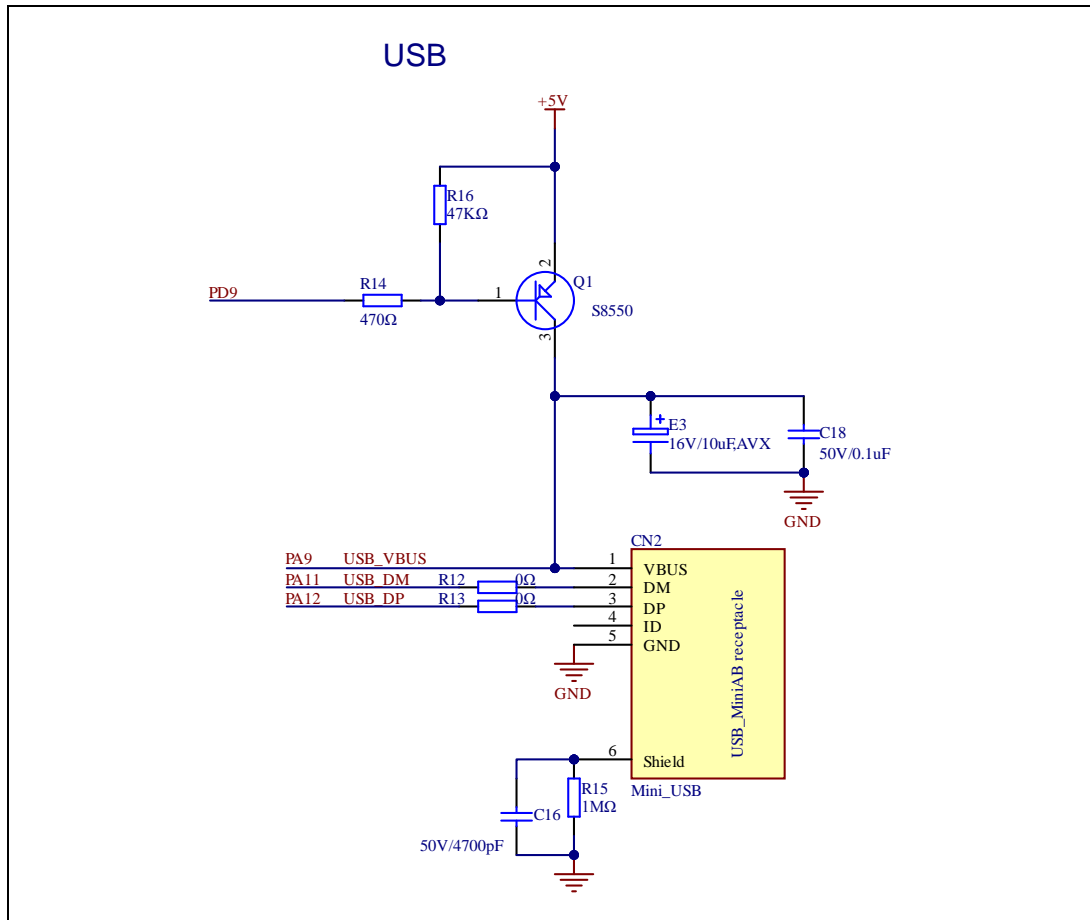 USB
+5V
R16
47KΩ
2
Q1
R14
PD9
1
S8550
470Ω
3
E3
+
16V/10uF,AVX
C18
50V/0.1uF
GND
CN2
PA9 USB_VBUS 1 VBUS
PA11 USB_DM R12 0Ω 2 DM
PA12 USB_DP R13 0Ω 3 DP
4 ID
5 GND
GND
USB_MiniAB receptacle
6 Shield
R15
1MΩ
Mini_USB
C16
50V/4700pF